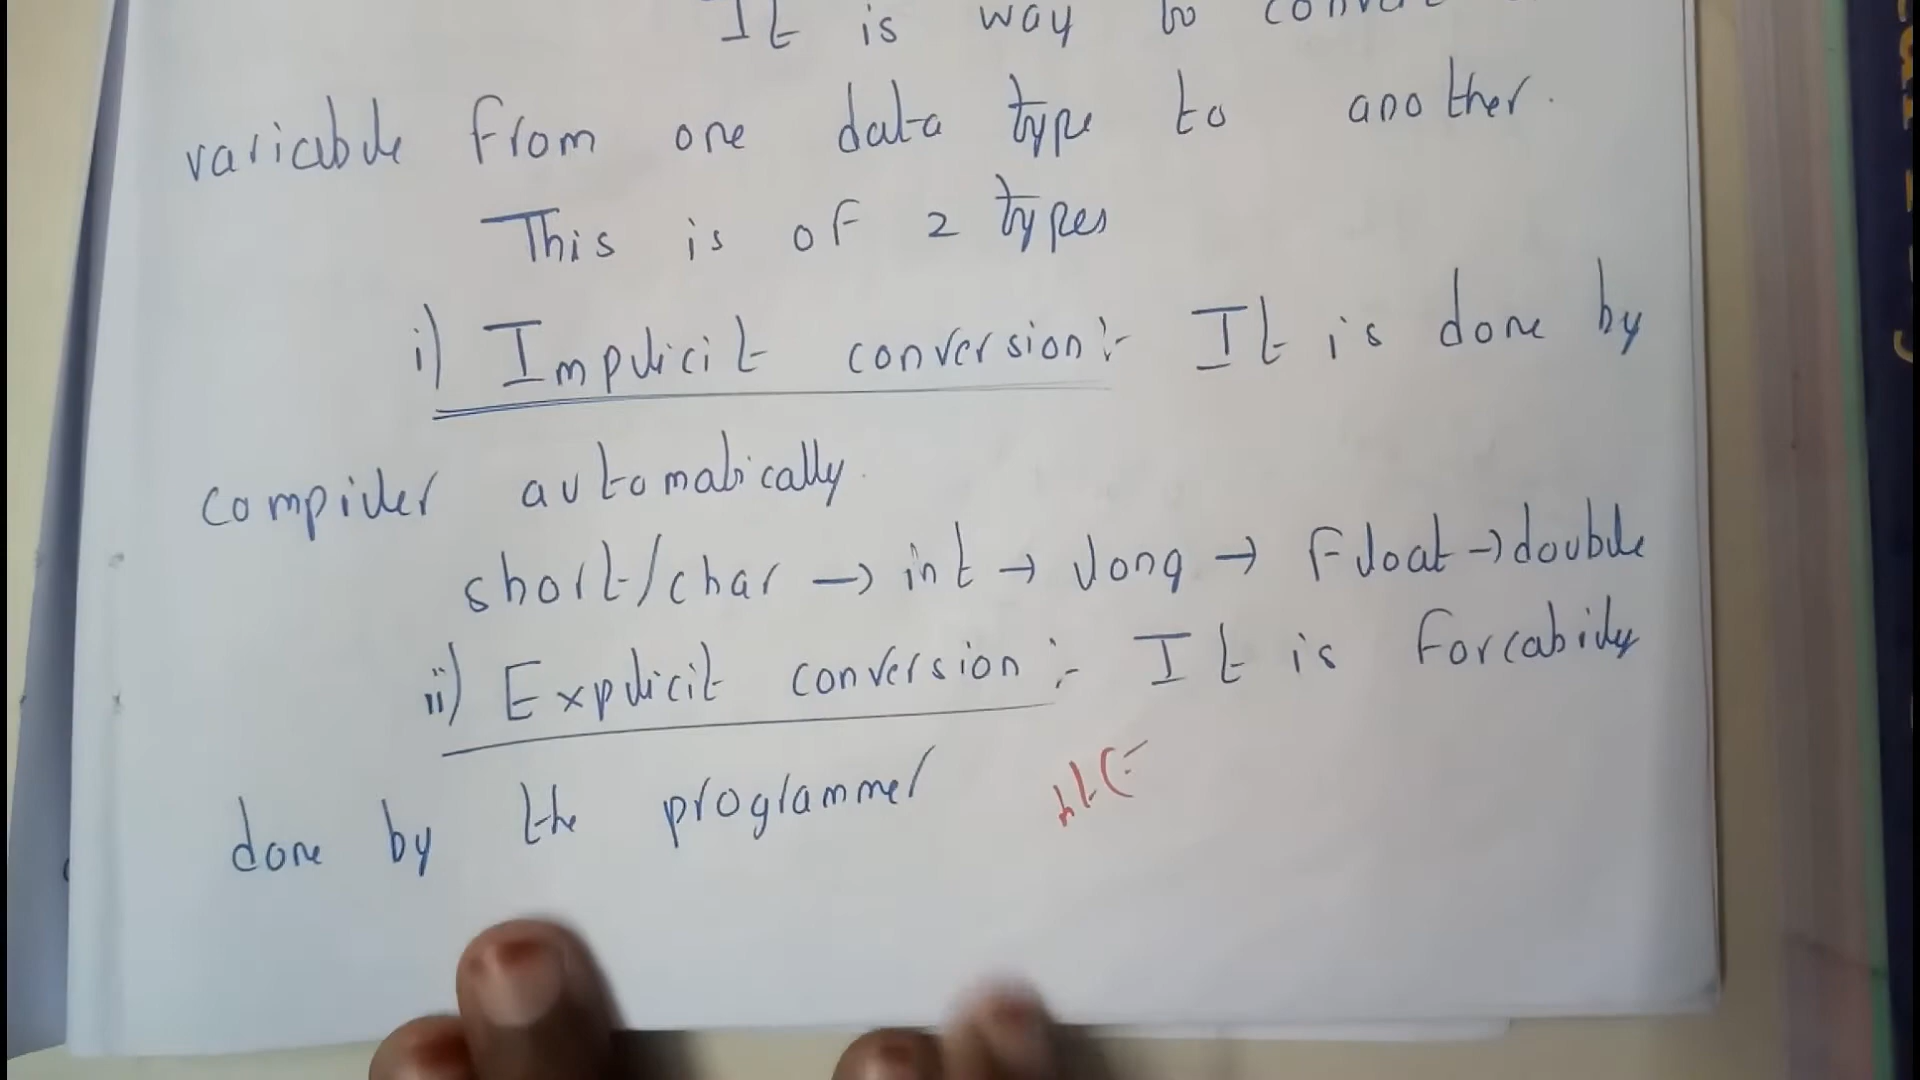 It is way to
variable from one data type to another.
This is of 2 types
i) Implicit conversion :- It is done by
compiler automatically.
short/char → int → long → Float → double
ii) Explicit conversion :- It is Forcabily
done by the programmer